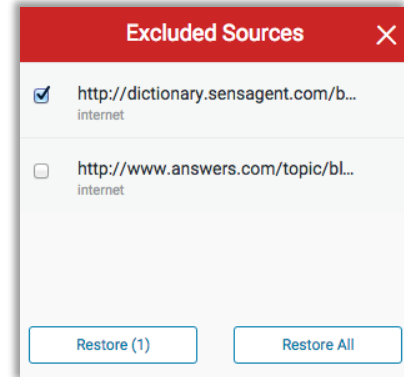 Excluded Sources
http://dictionary.sensagent.com/b...
internet
http://www.answers.com/topic/bl...
internet
Restore (1)
Restore All